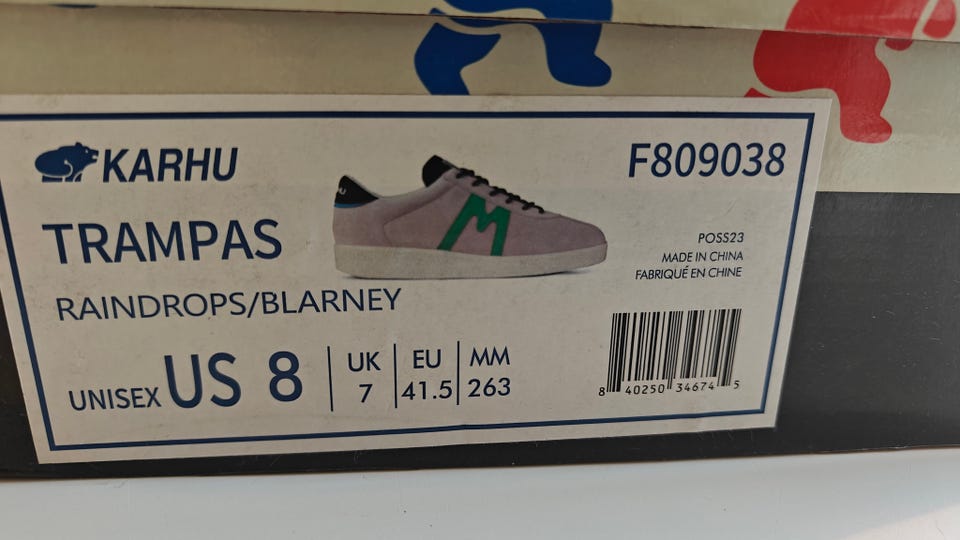 KARHU
F809038
TRAMPAS
POSS23
MADE IN CHINA
FABRIQUÉ EN CHINE
RAINDROPS/BLARNEY
UNISEX US 8
UK
7
EU
41.5
MM
263
8 40250 34674 5